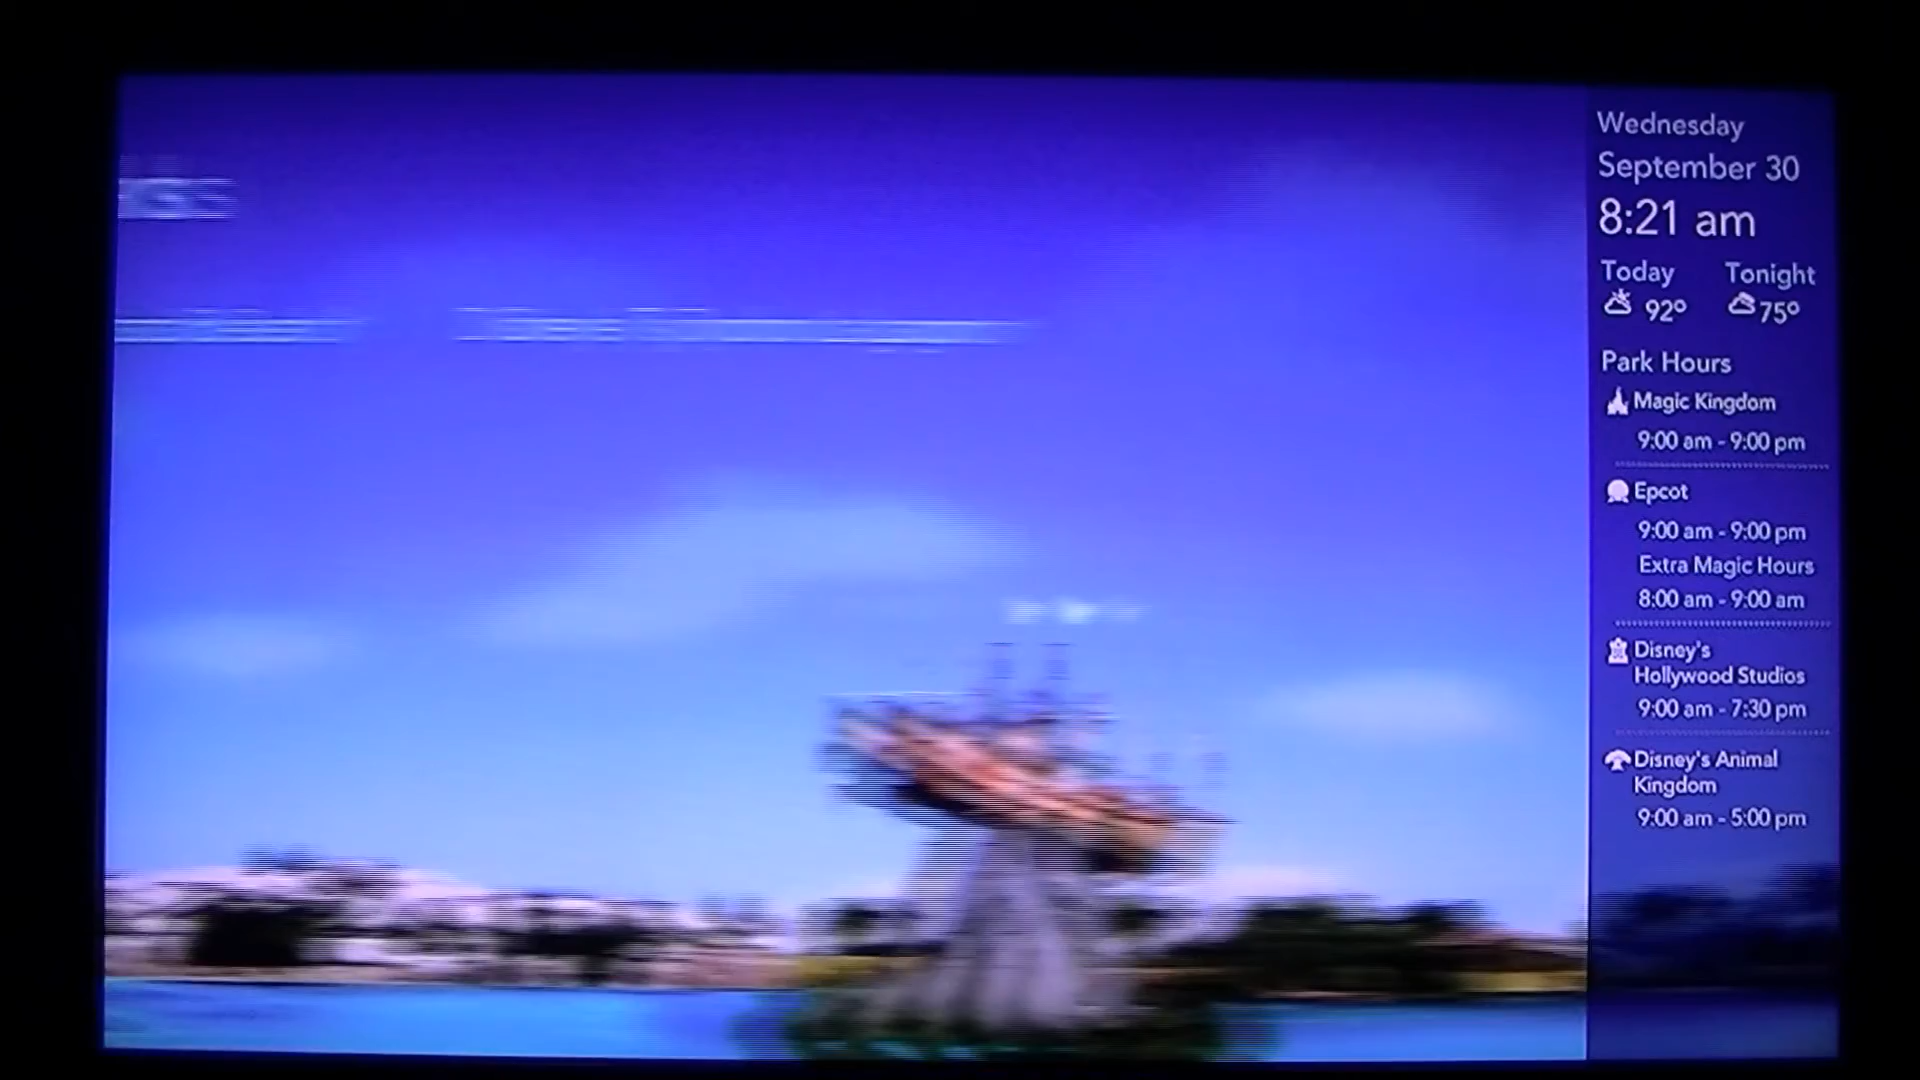 Wednesday
September 30
8:21 am
Today Tonight
92° 75°
Park Hours
Magic Kingdom
9:00 am - 9:00 pm
Epcot
9:00 am - 9:00 pm
Extra Magic Hours
8:00 am - 9:00 am
Disney's
Hollywood Studios
9:00 am - 7:30 pm
Disney's Animal
Kingdom
9:00 am - 5:00 pm